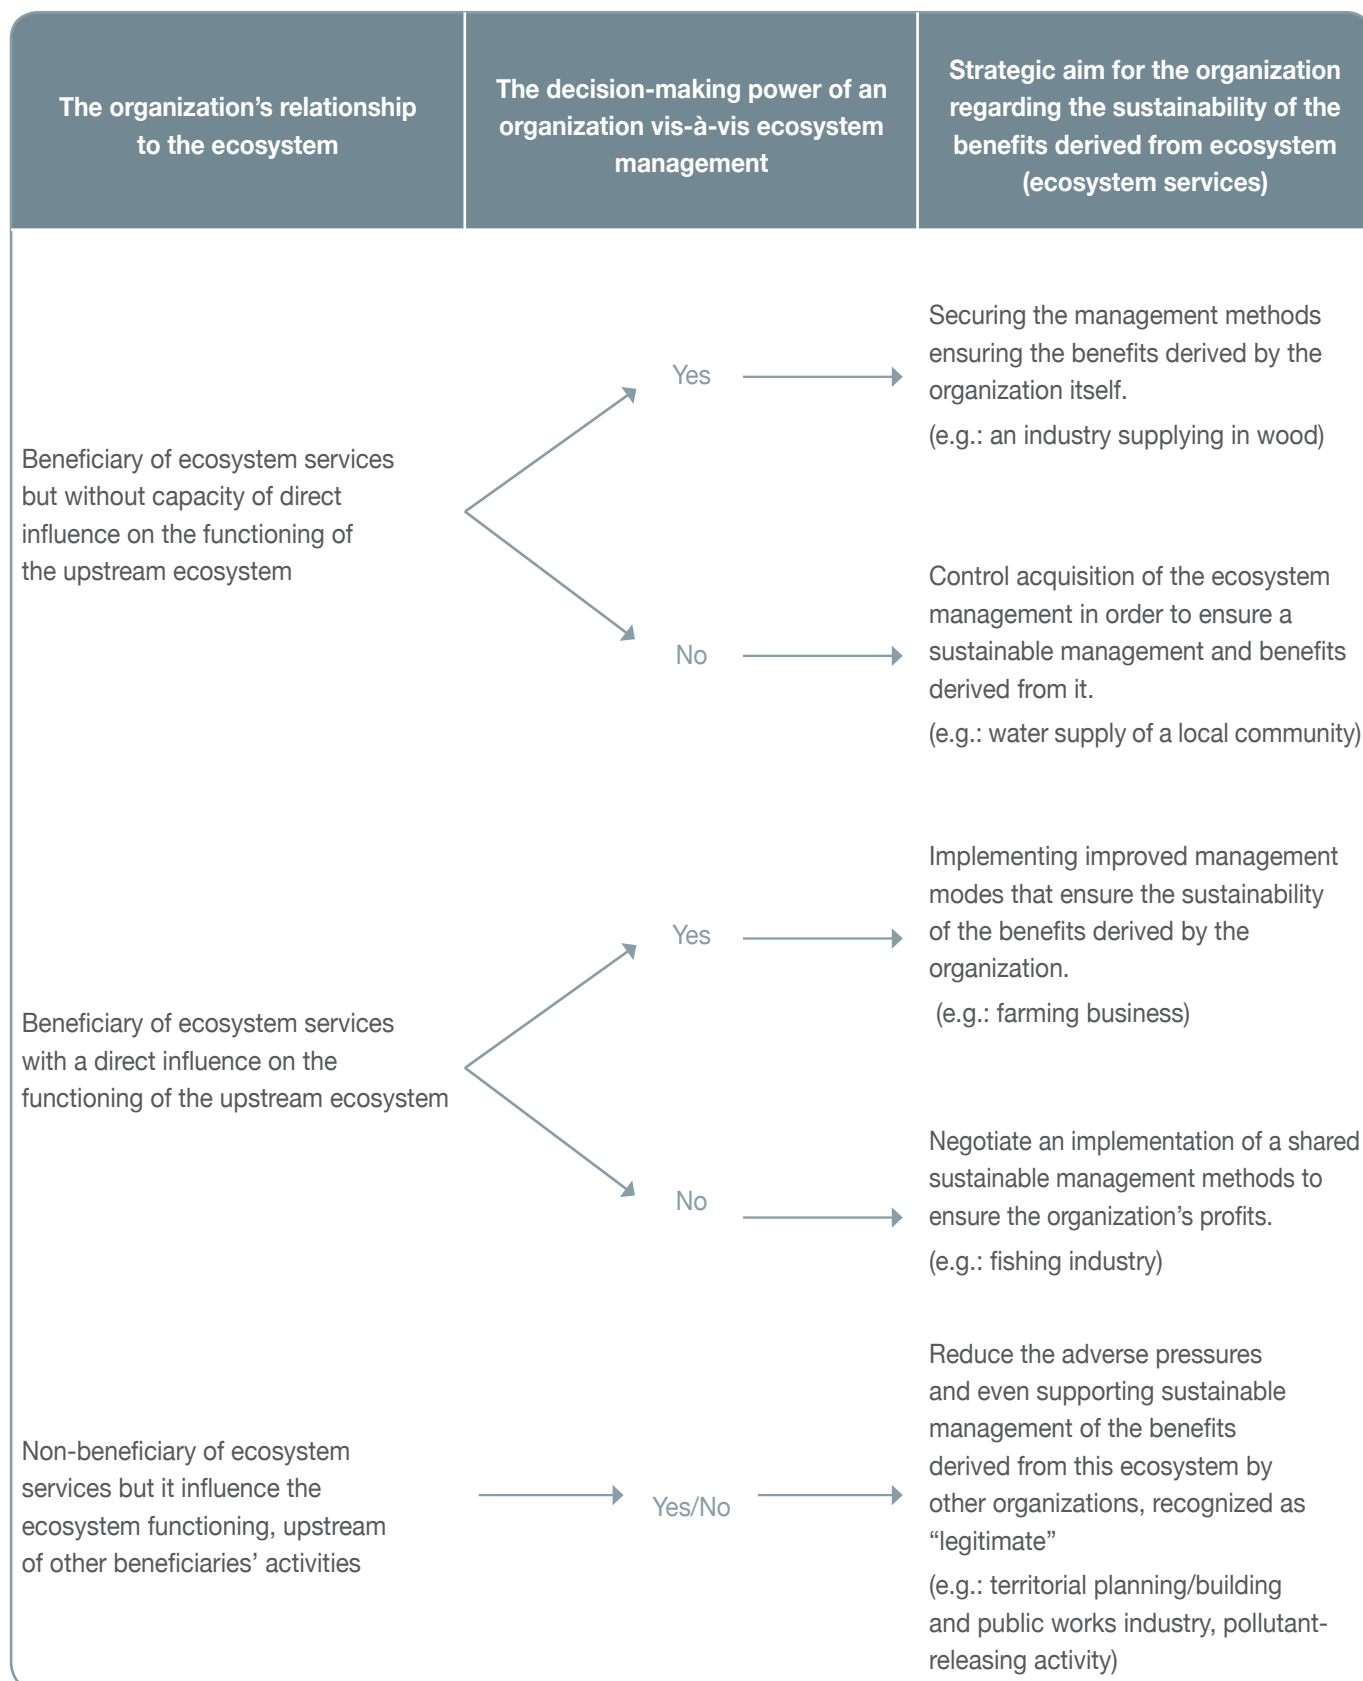 The organization’s relationship
to the ecosystem
The decision-making power of an
organization vis-à-vis ecosystem
management
Strategic aim for the organization
regarding the sustainability of the
benefits derived from ecosystem
(ecosystem services)
Beneficiary of ecosystem services
but without capacity of direct
influence on the functioning of
the upstream ecosystem
Yes
Securing the management methods
ensuring the benefits derived by the
organization itself.
(e.g.: an industry supplying in wood)
No
Control acquisition of the ecosystem
management in order to ensure a
sustainable management and benefits
derived from it.
(e.g.: water supply of a local community)
Beneficiary of ecosystem services
with a direct influence on the
functioning of the upstream ecosystem
Yes
Implementing improved management
modes that ensure the sustainability
of the benefits derived by the
organization.
(e.g.: farming business)
No
Negotiate an implementation of a shared
sustainable management methods to
ensure the organization’s profits.
(e.g.: fishing industry)
Non-beneficiary of ecosystem
services but it influence the
ecosystem functioning, upstream
of other beneficiaries’ activities
Yes/No
Reduce the adverse pressures
and even supporting sustainable
management of the benefits
derived from this ecosystem by
other organizations, recognized as
“legitimate”
(e.g.: territorial planning/building
and public works industry, pollutant-
releasing activity)